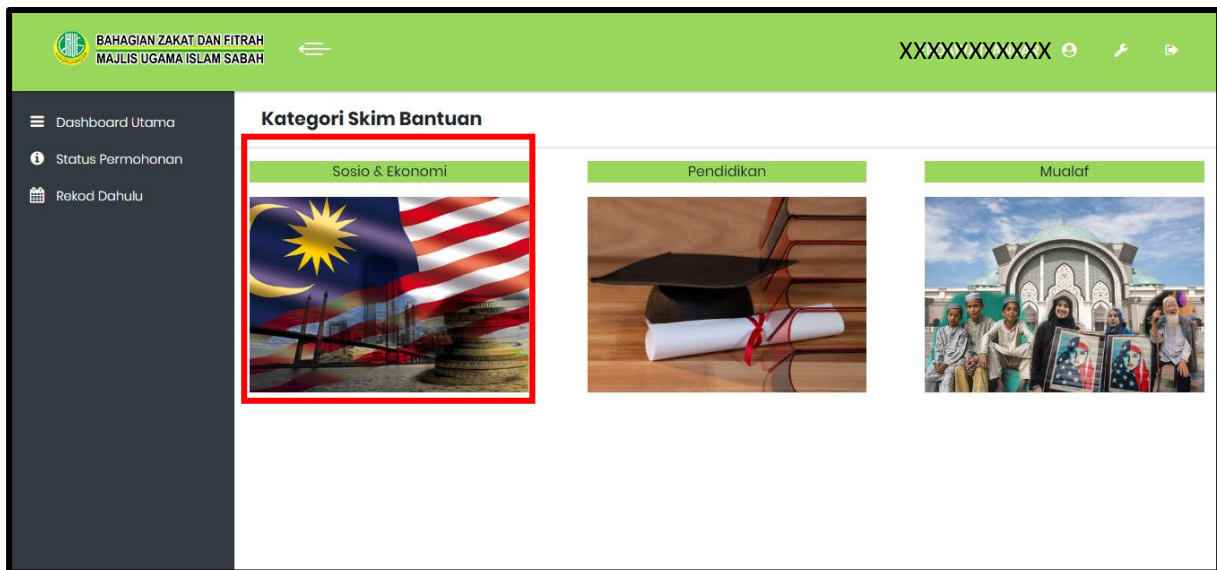 BAHAGIAN ZAKAT DAN FITRAH
MAJLIS UGAMA ISLAM SABAH
XXXXXXXXXXX
Dashboard Utama
Status Permohonan
Rekod Dahulu
Kategori Skim Bantuan
Sosio & Ekonomi
Pendidikan
Mualaf